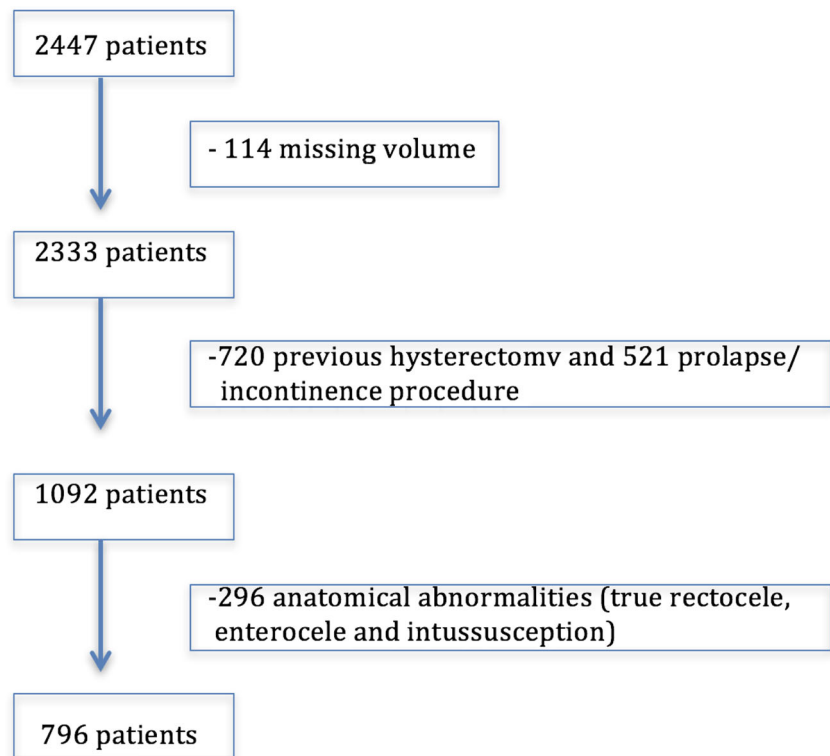 2447 patients
- 114 missing volume
2333 patients
-720 previous hysterectomv and 521 prolapse/
incontinence procedure
1092 patients
-296 anatomical abnormalities (true rectocele,
enterocele and intussusception)
796 patients